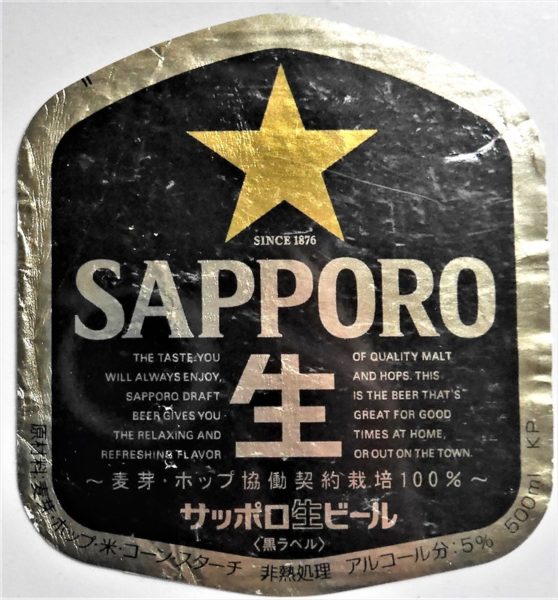 SINCE 1876
SAPPORO
THE TASTE YOU
WILL ALWAYS ENJOY,
SAPPORO DRAFT
BEER GIVES YOU
THE RELAXING AND
REFRESHING FLAVOR
生
OF QUALITY MALT
AND HOPS. THIS
IS THE BEER THAT'S
GREAT FOR GOOD
TIMES AT HOME,
OR OUT ON THE TOWN.
~麦芽・ホップ協働契約栽培100%~
サッポロ生ビール
〈黒ラベル〉
原材料 麦芽・ホップ・米・コーン・スターチ 非熱処理 アルコール分:5% 500ml KP